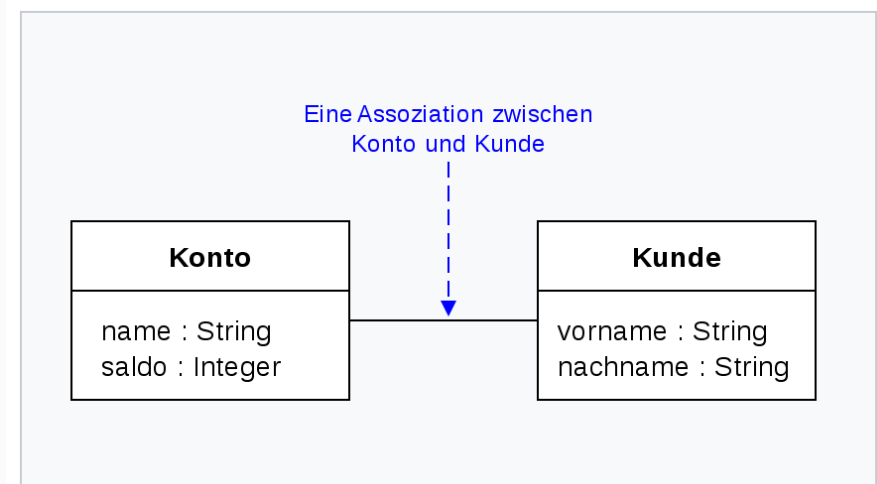 Eine Assoziation zwischen
Konto und Kunde
Konto
name : String
saldo : Integer
Kunde
vorname : String
nachname : String